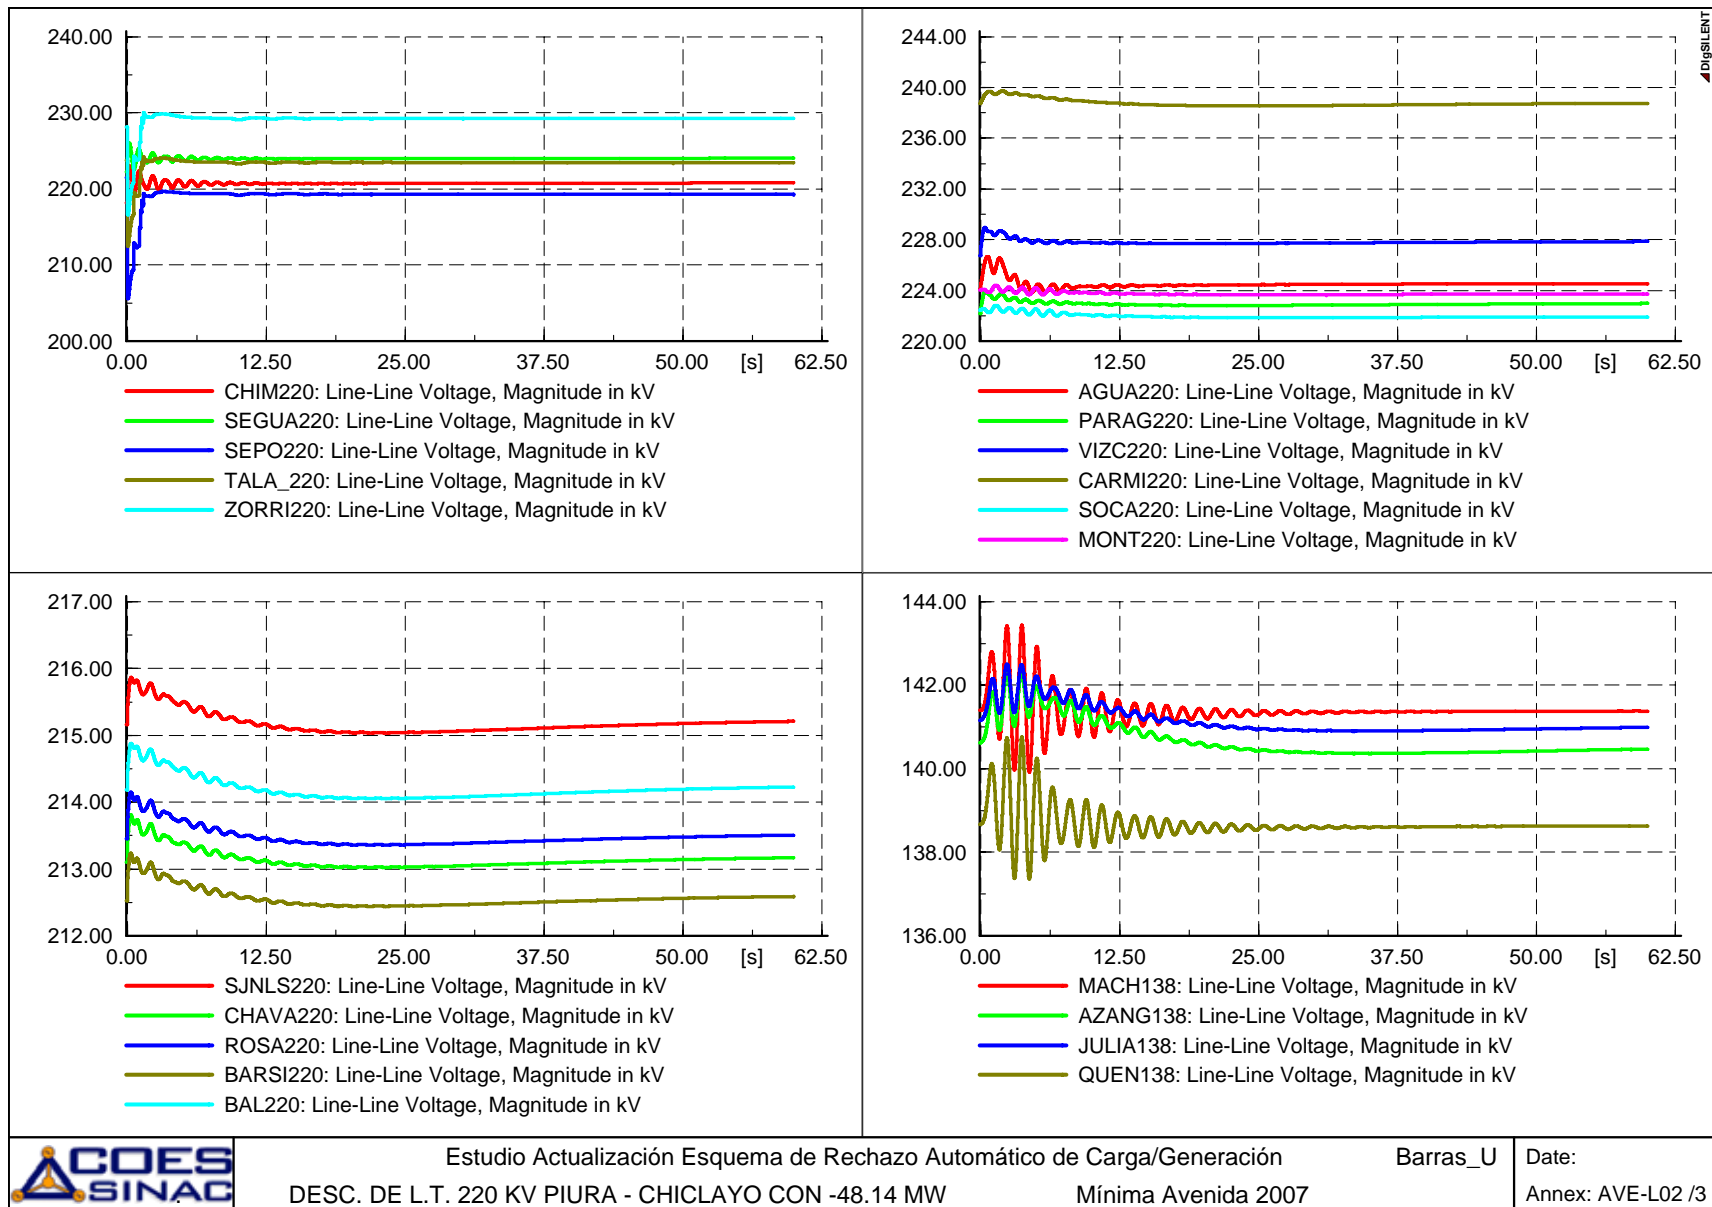 DIgSILENT
240.00
230.00
220.00
210.00
200.00
0.00 12.50 25.00 37.50 50.00 [s] 62.50
CHIM220: Line-Line Voltage, Magnitude in kV
SEGUA220: Line-Line Voltage, Magnitude in kV
SEPO220: Line-Line Voltage, Magnitude in kV
TALA_220: Line-Line Voltage, Magnitude in kV
ZORRI220: Line-Line Voltage, Magnitude in kV
244.00
240.00
236.00
232.00
228.00
224.00
220.00
0.00 12.50 25.00 37.50 50.00 [s] 62.50
AGUA220: Line-Line Voltage, Magnitude in kV
PARAG220: Line-Line Voltage, Magnitude in kV
VIZC220: Line-Line Voltage, Magnitude in kV
CARMI220: Line-Line Voltage, Magnitude in kV
SOCA220: Line-Line Voltage, Magnitude in kV
MONT220: Line-Line Voltage, Magnitude in kV
217.00
216.00
215.00
214.00
213.00
212.00
0.00 12.50 25.00 37.50 50.00 [s] 62.50
SJNLS220: Line-Line Voltage, Magnitude in kV
CHAVA220: Line-Line Voltage, Magnitude in kV
ROSA220: Line-Line Voltage, Magnitude in kV
BARSI220: Line-Line Voltage, Magnitude in kV
BAL220: Line-Line Voltage, Magnitude in kV
144.00
142.00
140.00
138.00
136.00
0.00 12.50 25.00 37.50 50.00 [s] 62.50
MACH138: Line-Line Voltage, Magnitude in kV
AZANG138: Line-Line Voltage, Magnitude in kV
JULIA138: Line-Line Voltage, Magnitude in kV
QUEN138: Line-Line Voltage, Magnitude in kV
COES
SINAC
Estudio Actualización Esquema de Rechazo Automático de Carga/Generación
DESC. DE L.T. 220 KV PIURA - CHICLAYO CON -48.14 MW
Mínima Avenida 2007
Barras_U
Date:
Annex: AVE-L02 /3